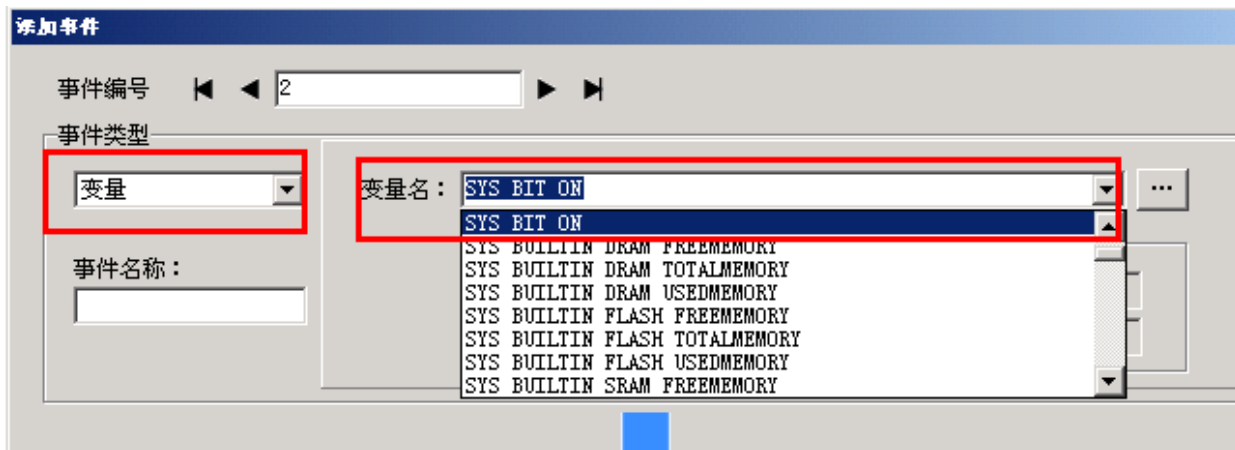 添加事件
事件编号 2
事件类型
变量
变量名： SYS BIT ON ...
SYS BIT ON
SYS BUILTIN DRAM FREEMEMORY
事件名称：
SYS BUILTIN DRAM TOTALMEMORY
SYS BUILTIN DRAM USEDMEMORY
SYS BUILTIN FLASH FREEMEMORY
SYS BUILTIN FLASH TOTALMEMORY
SYS BUILTIN FLASH USEDMEMORY
SYS BUILTIN SRAM FREEMEMORY